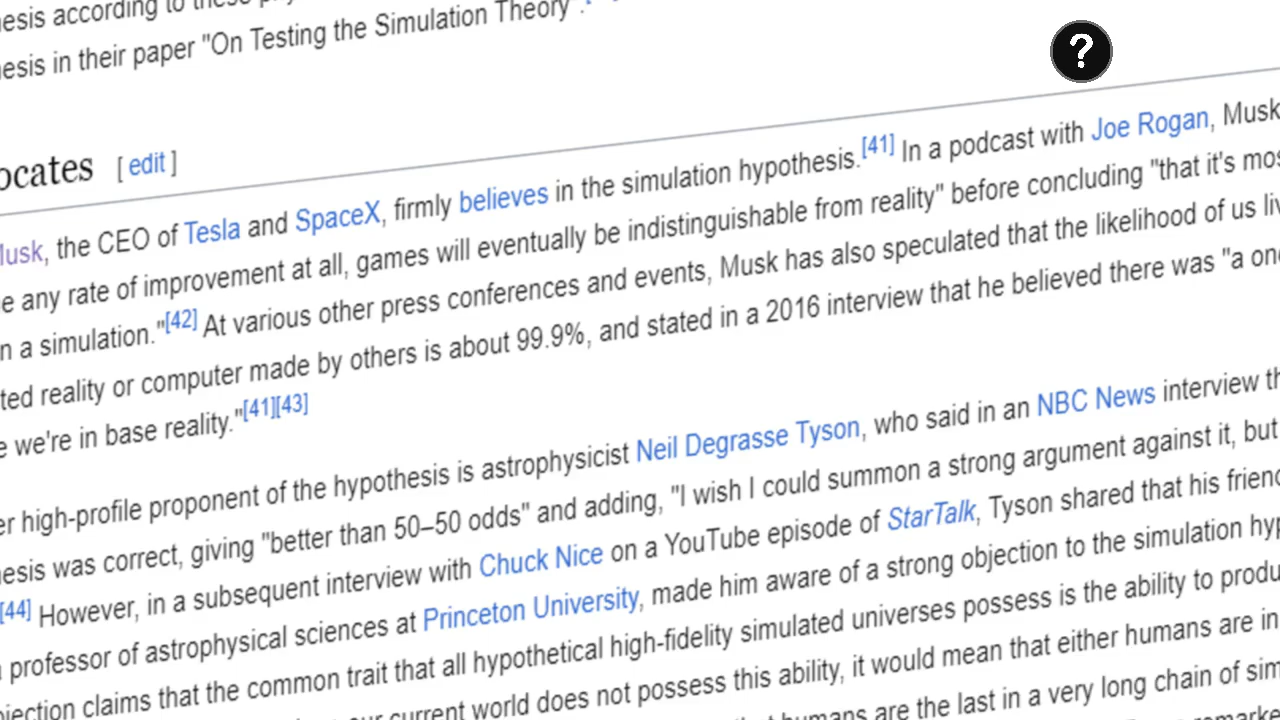 esis according to these
esis in their paper "On Testing the Simulation Theory".
?
ocates [ edit ]
Musk, the CEO of Tesla and SpaceX, firmly believes in the simulation hypothesis.[41] In a podcast with Joe Rogan, Musk
e any rate of improvement at all, games will eventually be indistinguishable from reality" before concluding "that it's mos
n a simulation."[42] At various other press conferences and events, Musk has also speculated that the likelihood of us liv
ted reality or computer made by others is about 99.9%, and stated in a 2016 interview that he believed there was "a one
e we're in base reality."[41][43]
er high-profile proponent of the hypothesis is astrophysicist Neil Degrasse Tyson, who said in an NBC News interview th
esis was correct, giving "better than 50–50 odds" and adding, "I wish I could summon a strong argument against it, but
[44] However, in a subsequent interview with Chuck Nice on a YouTube episode of StarTalk, Tyson shared that his friend
professor of astrophysical sciences at Princeton University, made him aware of a strong objection to the simulation hyp
jection claims that the common trait that all hypothetical high-fidelity simulated universes possess is the ability to produ
our current world does not possess this ability, it would mean that either humans are in
humans are the last in a very long chain of sim
remarke